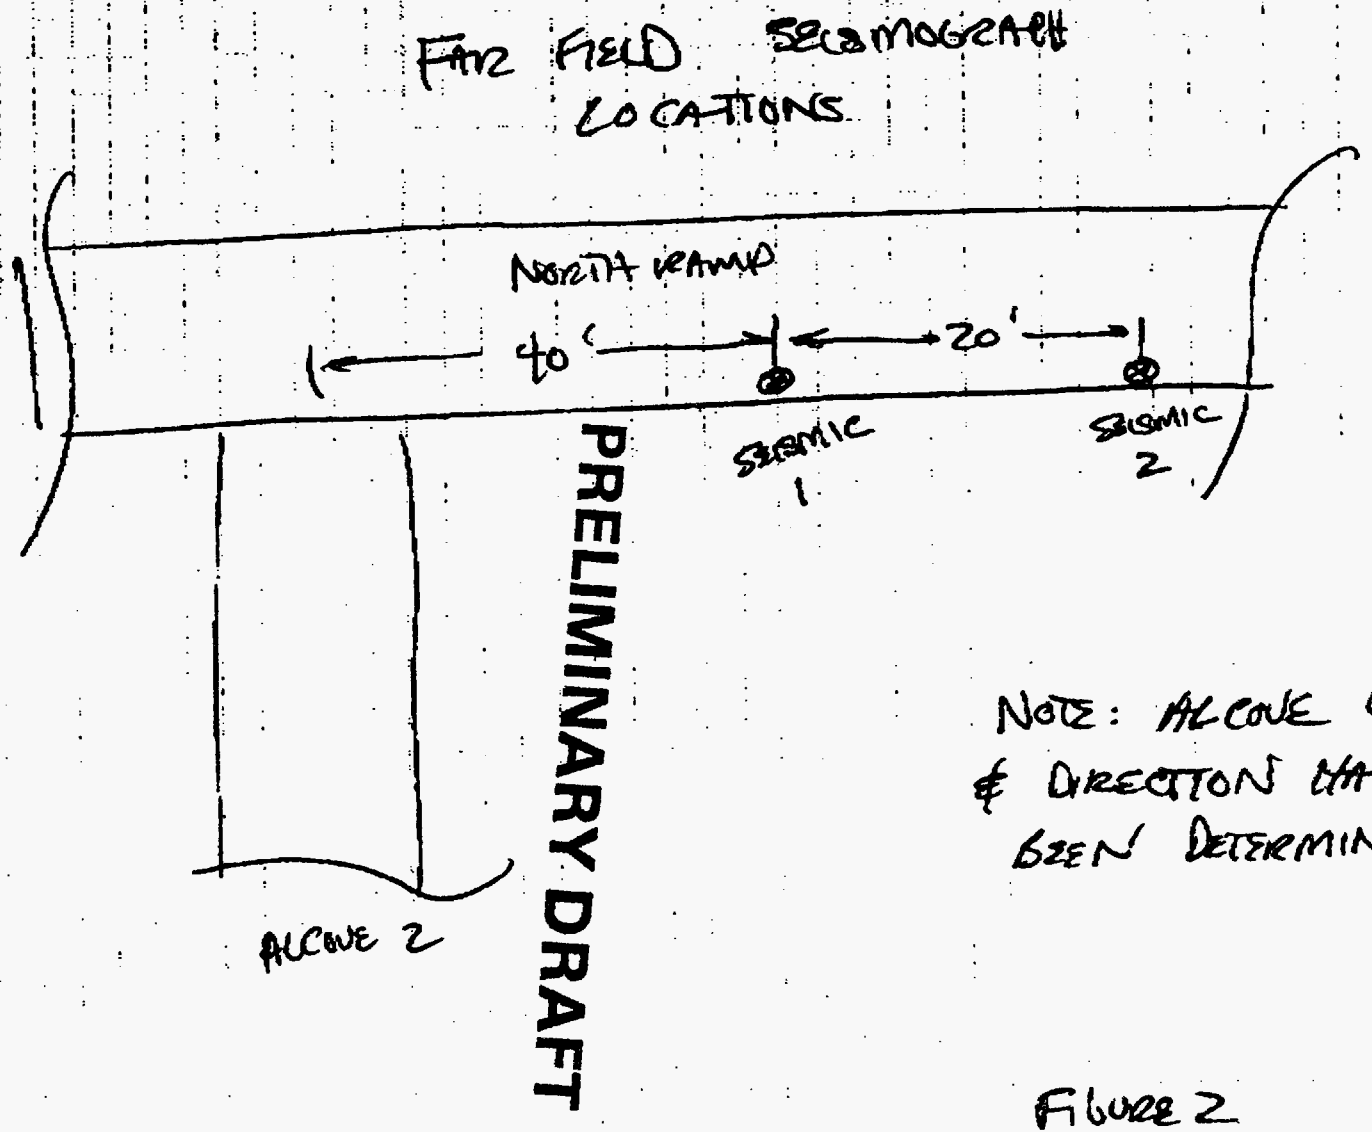 FAR FIELD SEISMOGRAPH
LOCATIONS
NORTH RAMP
40' 20'
SEISMIC
1
SEISMIC
2
PRELIMINARY DRAFT
NOTE: ALCOVE
& DIRECTION HA
BEEN DETERMIN
ALCOVE 2
FIGURE 2